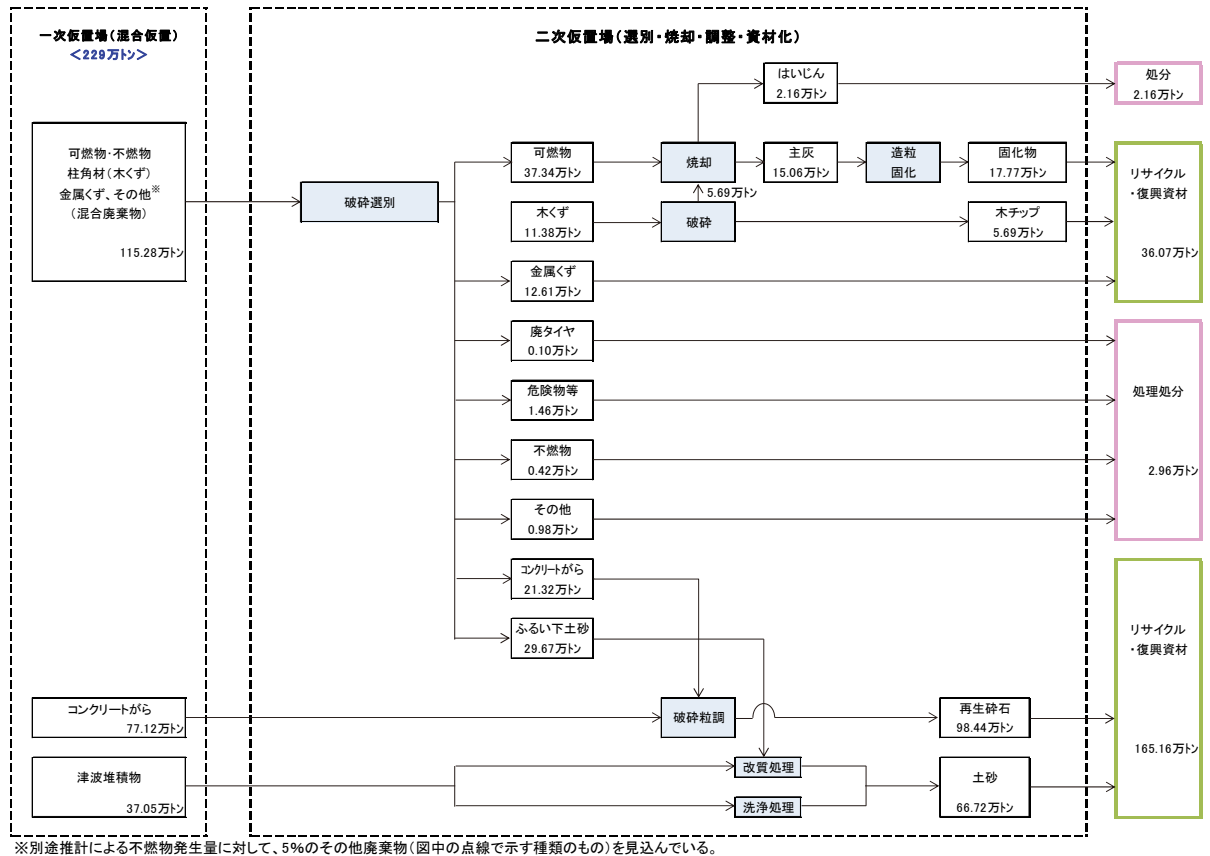 一次仮置場(混合仮置)
<229万トン>
二次仮置場(選別・焼却・調整・資材化)
可燃物・不燃物
柱角材(木くず)
金属くず、その他※
(混合廃棄物)
115.28万トン
破砕選別
はいじん
2.16万トン
処分
2.16万トン
可燃物
37.34万トン
焼却
主灰
15.06万トン
造粒
固化
固化物
17.77万トン
5.69万トン
木くず
11.38万トン
破砕
木チップ
5.69万トン
リサイクル
・復興資材
36.07万トン
金属くず
12.61万トン
廃タイヤ
0.10万トン
危険物等
1.46万トン
不燃物
0.42万トン
その他
0.98万トン
処理処分
2.96万トン
コンクリートがら
21.32万トン
ふるい下土砂
29.67万トン
コンクリートがら
77.12万トン
破砕粒調
再生砕石
98.44万トン
津波堆積物
37.05万トン
改質処理
洗浄処理
土砂
66.72万トン
リサイクル
・復興資材
165.16万トン
※別途推計による不燃物発生量に対して、5%のその他廃棄物(図中の点線で示す種類のもの)を見込んでいる。